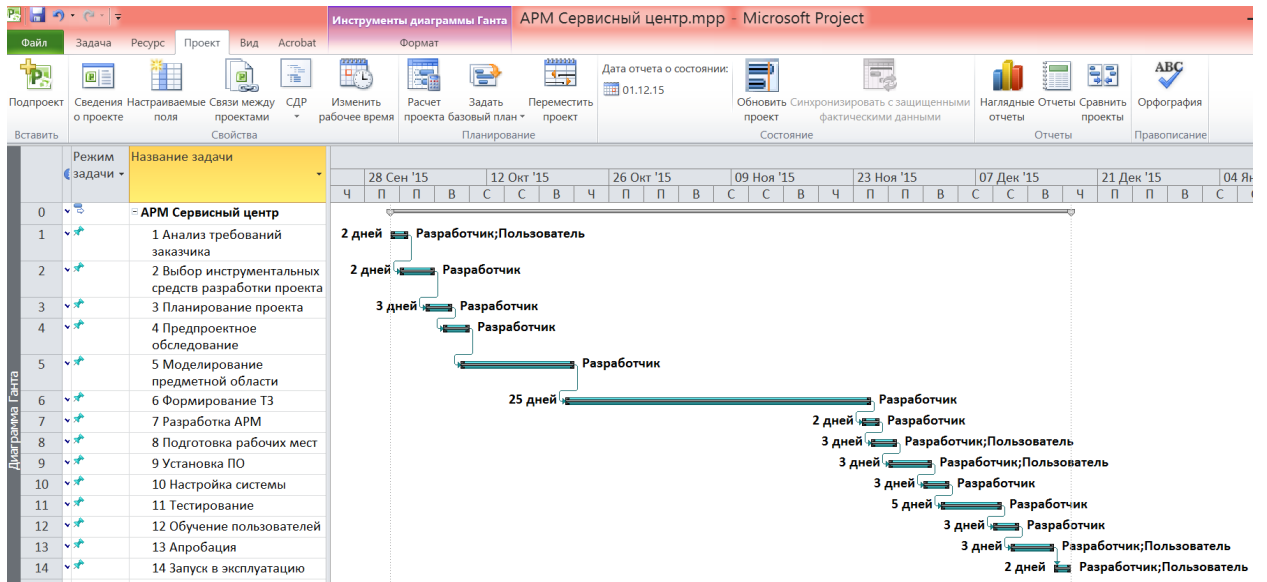 Инструменты диаграммы Ганта
АРМ Сервисный центр.mpp - Microsoft Project
Файл Задача Ресурс Проект Вид Acrobat Формат
Подпроект
Сведения о проекте
Настраиваемые поля
Связи между проектами
СДР
Изменить рабочее время
Расчет проекта
Задать базовый план
Переместить проект
Дата отчета о состоянии:
01.12.15
Обновить проект
Синхронизировать с защищенными фактическими данными
Наглядные отчеты
Отчеты
Сравнить проекты
ABC
Орфография
Вставить Свойства Планирование Состояние Отчеты Правописание
Режим задачи
Название задачи
28 Сен '15 12 Окт '15 26 Окт '15 09 Ноя '15 23 Ноя '15 07 Дек '15 21 Дек '15 04 Ян
Ч П П В С С В Ч П П В С С В Ч П П В С С В Ч П П В С
Диаграмма Ганта
0 АРМ Сервисный центр
1 1 Анализ требований
заказчика
2 дней Разработчик;Пользователь
2 2 Выбор инструментальных
средств разработки проекта
2 дней Разработчик
3 3 Планирование проекта
3 дней Разработчик
4 4 Предпроектное
обследование
Разработчик
5 5 Моделирование
предметной области
Разработчик
6 6 Формирование ТЗ
25 дней Разработчик
7 7 Разработка АРМ
2 дней Разработчик
8 8 Подготовка рабочих мест
3 дней Разработчик;Пользователь
9 9 Установка ПО
3 дней Разработчик;Пользователь
10 10 Настройка системы
3 дней Разработчик
11 11 Тестирование
5 дней Разработчик
12 12 Обучение пользователей
3 дней Разработчик
13 13 Апробация
3 дней Разработчик;Пользователь
14 14 Запуск в эксплуатацию
2 дней Разработчик;Пользователь